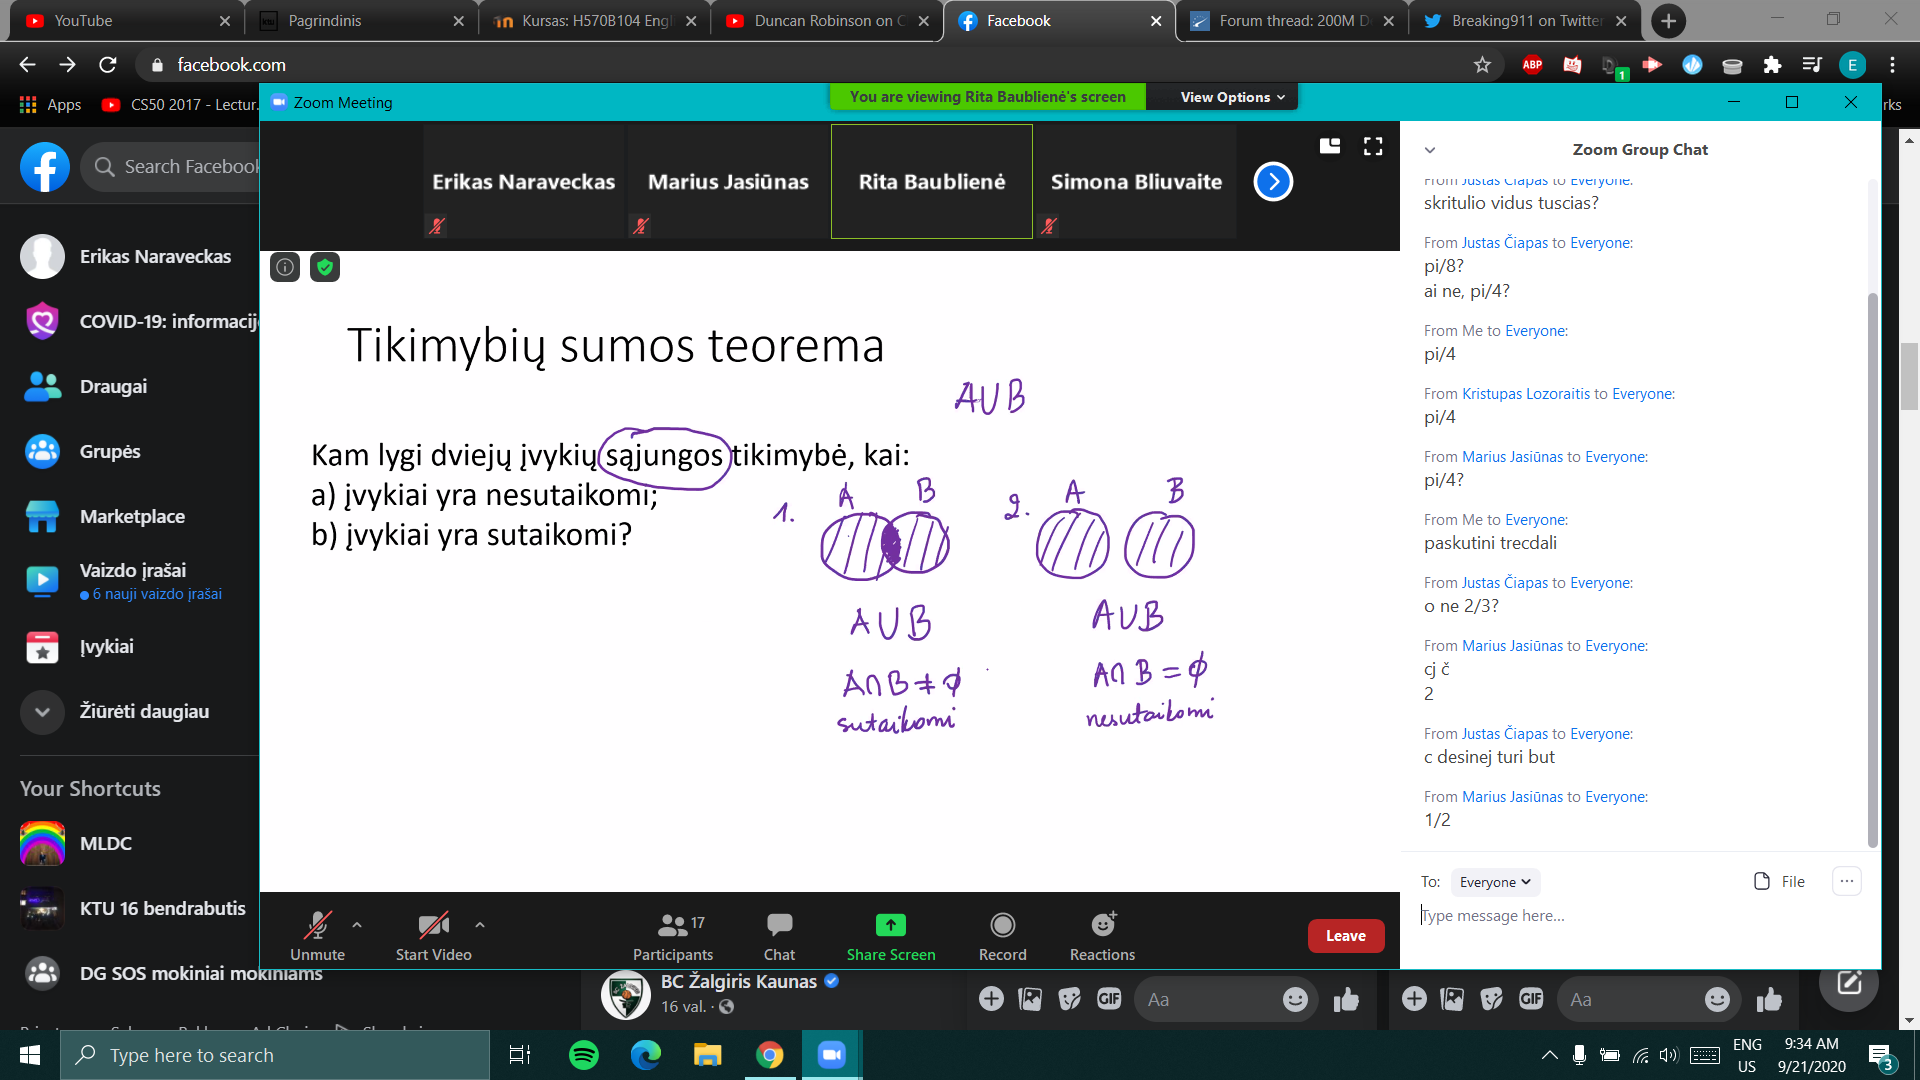 YouTube
Pagrindinis
Kursas: H570B104 Engl
Duncan Robinson on C
Facebook
Forum thread: 200M D
Breaking911 on Twitter
facebook.com
ABP
1
E
Apps
CS50 2017 - Lectur.
rks
Zoom Meeting
You are viewing Rita Baublienė's screen
View Options
Search Facebook
Erikas Naraveckas
Marius Jasiūnas
Rita Baublienė
Simona Bliuvaite
Zoom Group Chat
From Justas Čiapas to Everyone:
skritulio vidus tuscias?
From Justas Čiapas to Everyone:
pi/8?
ai ne, pi/4?
From Me to Everyone:
pi/4
From Kristupas Lozoraitis to Everyone:
pi/4
From Marius Jasiūnas to Everyone:
pi/4?
From Me to Everyone:
paskutini trecdali
From Justas Čiapas to Everyone:
o ne 2/3?
From Marius Jasiūnas to Everyone:
cj č
2
From Justas Čiapas to Everyone:
c desinej turi but
From Marius Jasiūnas to Everyone:
1/2
To: Everyone
File
Type message here...
Erikas Naraveckas
COVID-19: informacij
Draugai
Grupės
Marketplace
Vaizdo įrašai
6 nauji vaizdo įrašai
Įvykiai
Žiūrėti daugiau
Your Shortcuts
MLDC
KTU 16 bendrabutis
DG SOS mokiniai mokiniams
Tikimybių sumos teorema
A∪B
Kam lygi dviejų įvykių sąjungos tikimybė, kai:
a) įvykiai yra nesutaikomi;
b) įvykiai yra sutaikomi?
1.
A B
2.
A B
A∪B
A∪B
A∩B ≠ ϕ
A∩B = ϕ
sutaikomi
nesutaikomi
Unmute
Start Video
17
Participants
Chat
Share Screen
Record
Reactions
Leave
BC Žalgiris Kaunas
16 val. ·
GIF
Aa
GIF
Aa
Type here to search
ENG
US
9:34 AM
9/21/2020
3